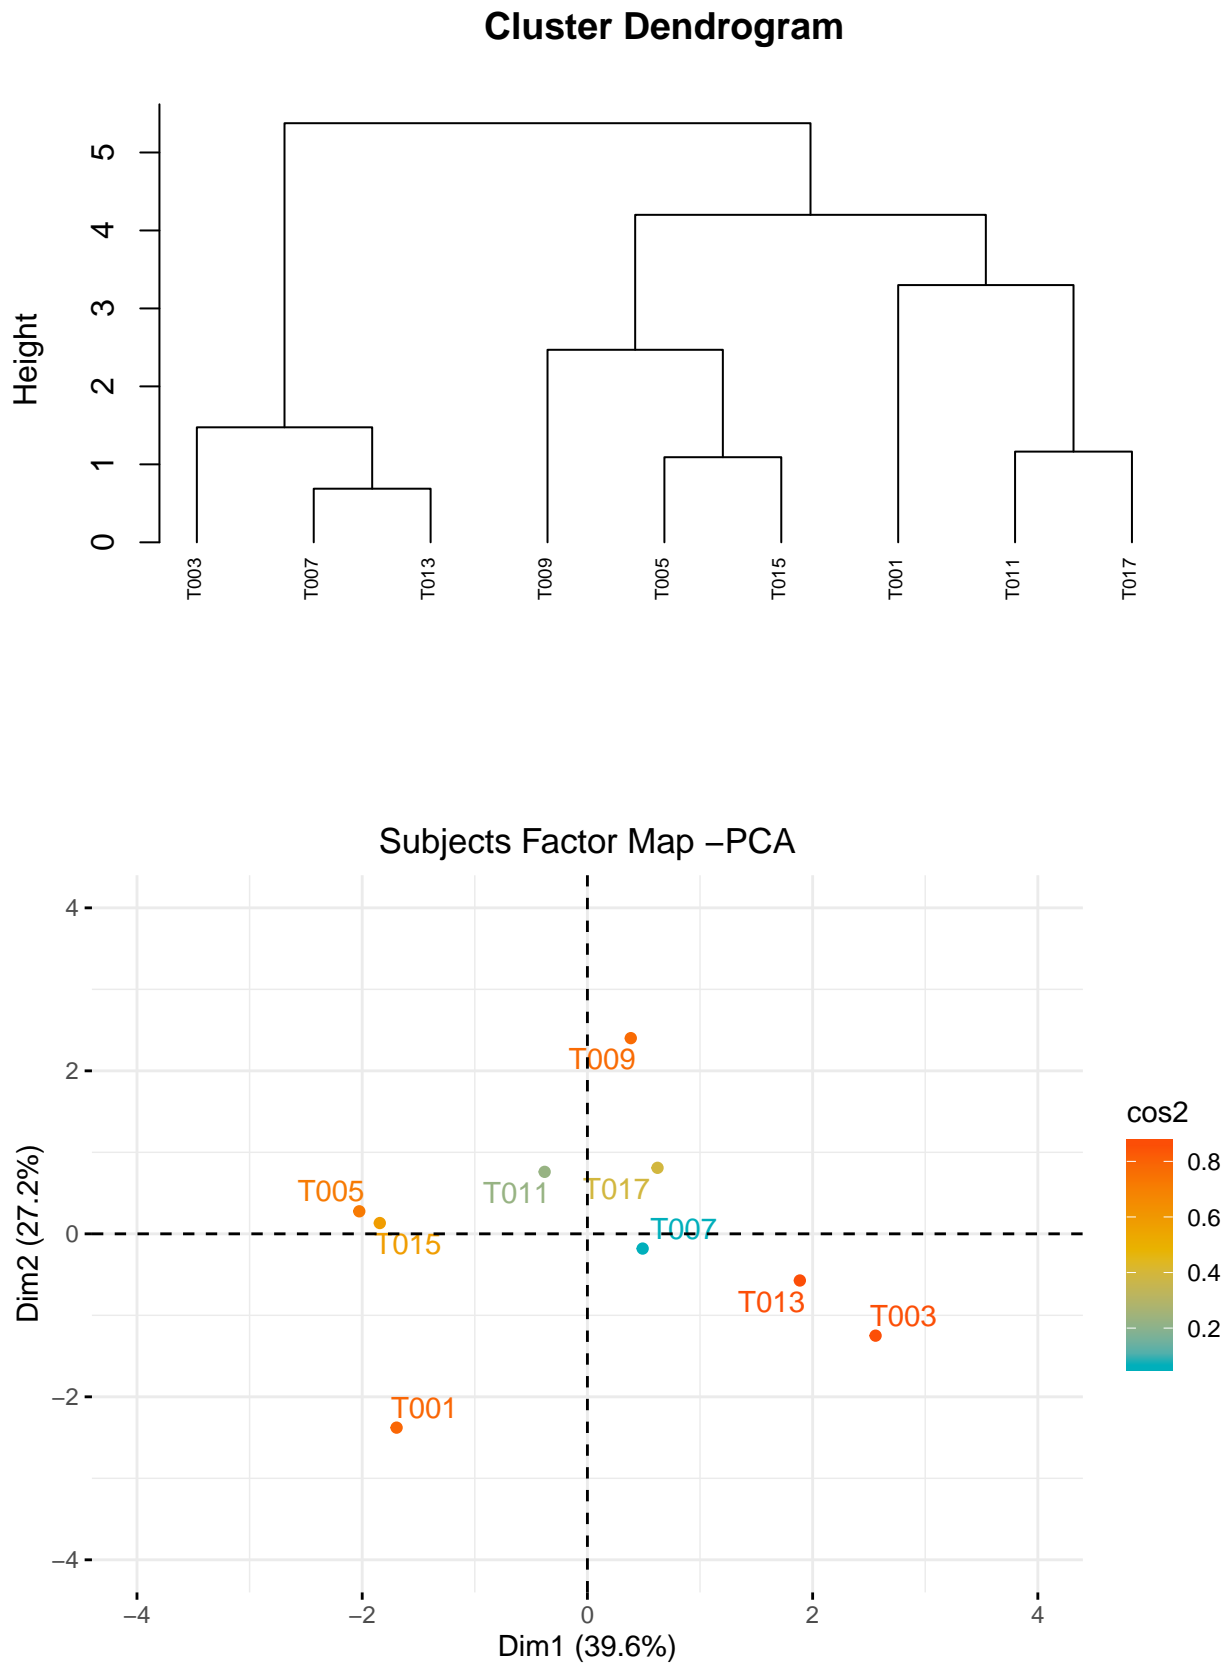 Cluster Dendrogram
Height
5
4
3
2
1
0
T003 T007 T013 T009 T005 T015 T001 T011 T017
Subjects Factor Map −PCA
Dim2 (27.2%)
4
2
0
−2
−4
T009
T011
T017
T005
T015
T007
T013
T003
T001
−4 −2 0 2 4
Dim1 (39.6%)
cos2
0.8
0.6
0.4
0.2